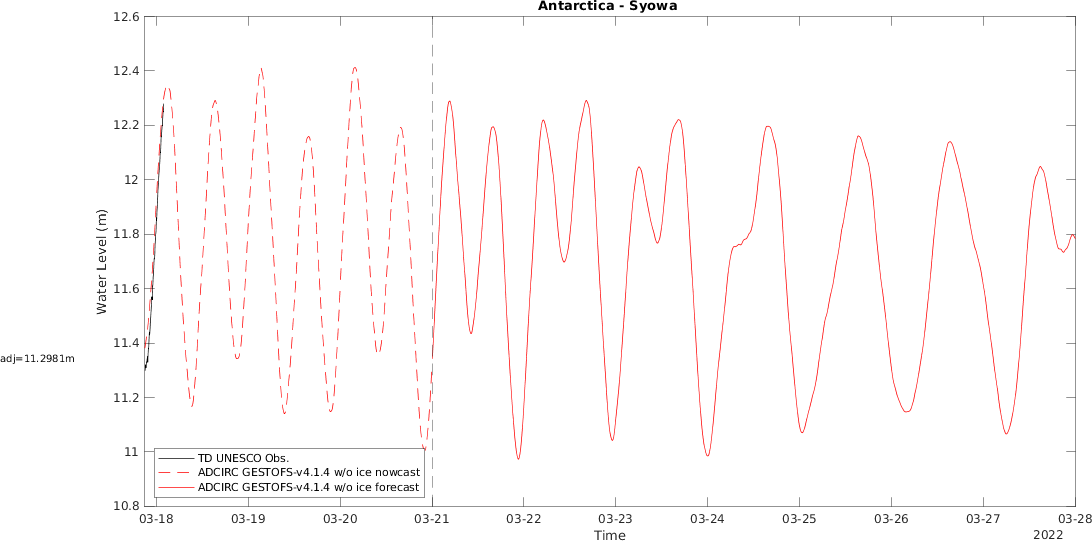 Antarctica - Syowa
12.6
12.4
12.2
12
11.8
11.6
11.4
11.2
11
10.8
Water Level (m)
adj=11.2981m
TD UNESCO Obs.
ADCIRC GESTOFS-v4.1.4 w/o ice nowcast
ADCIRC GESTOFS-v4.1.4 w/o ice forecast
03-18 03-19 03-20 03-21 03-22 03-23 03-24 03-25 03-26 03-27 03-28
Time
2022